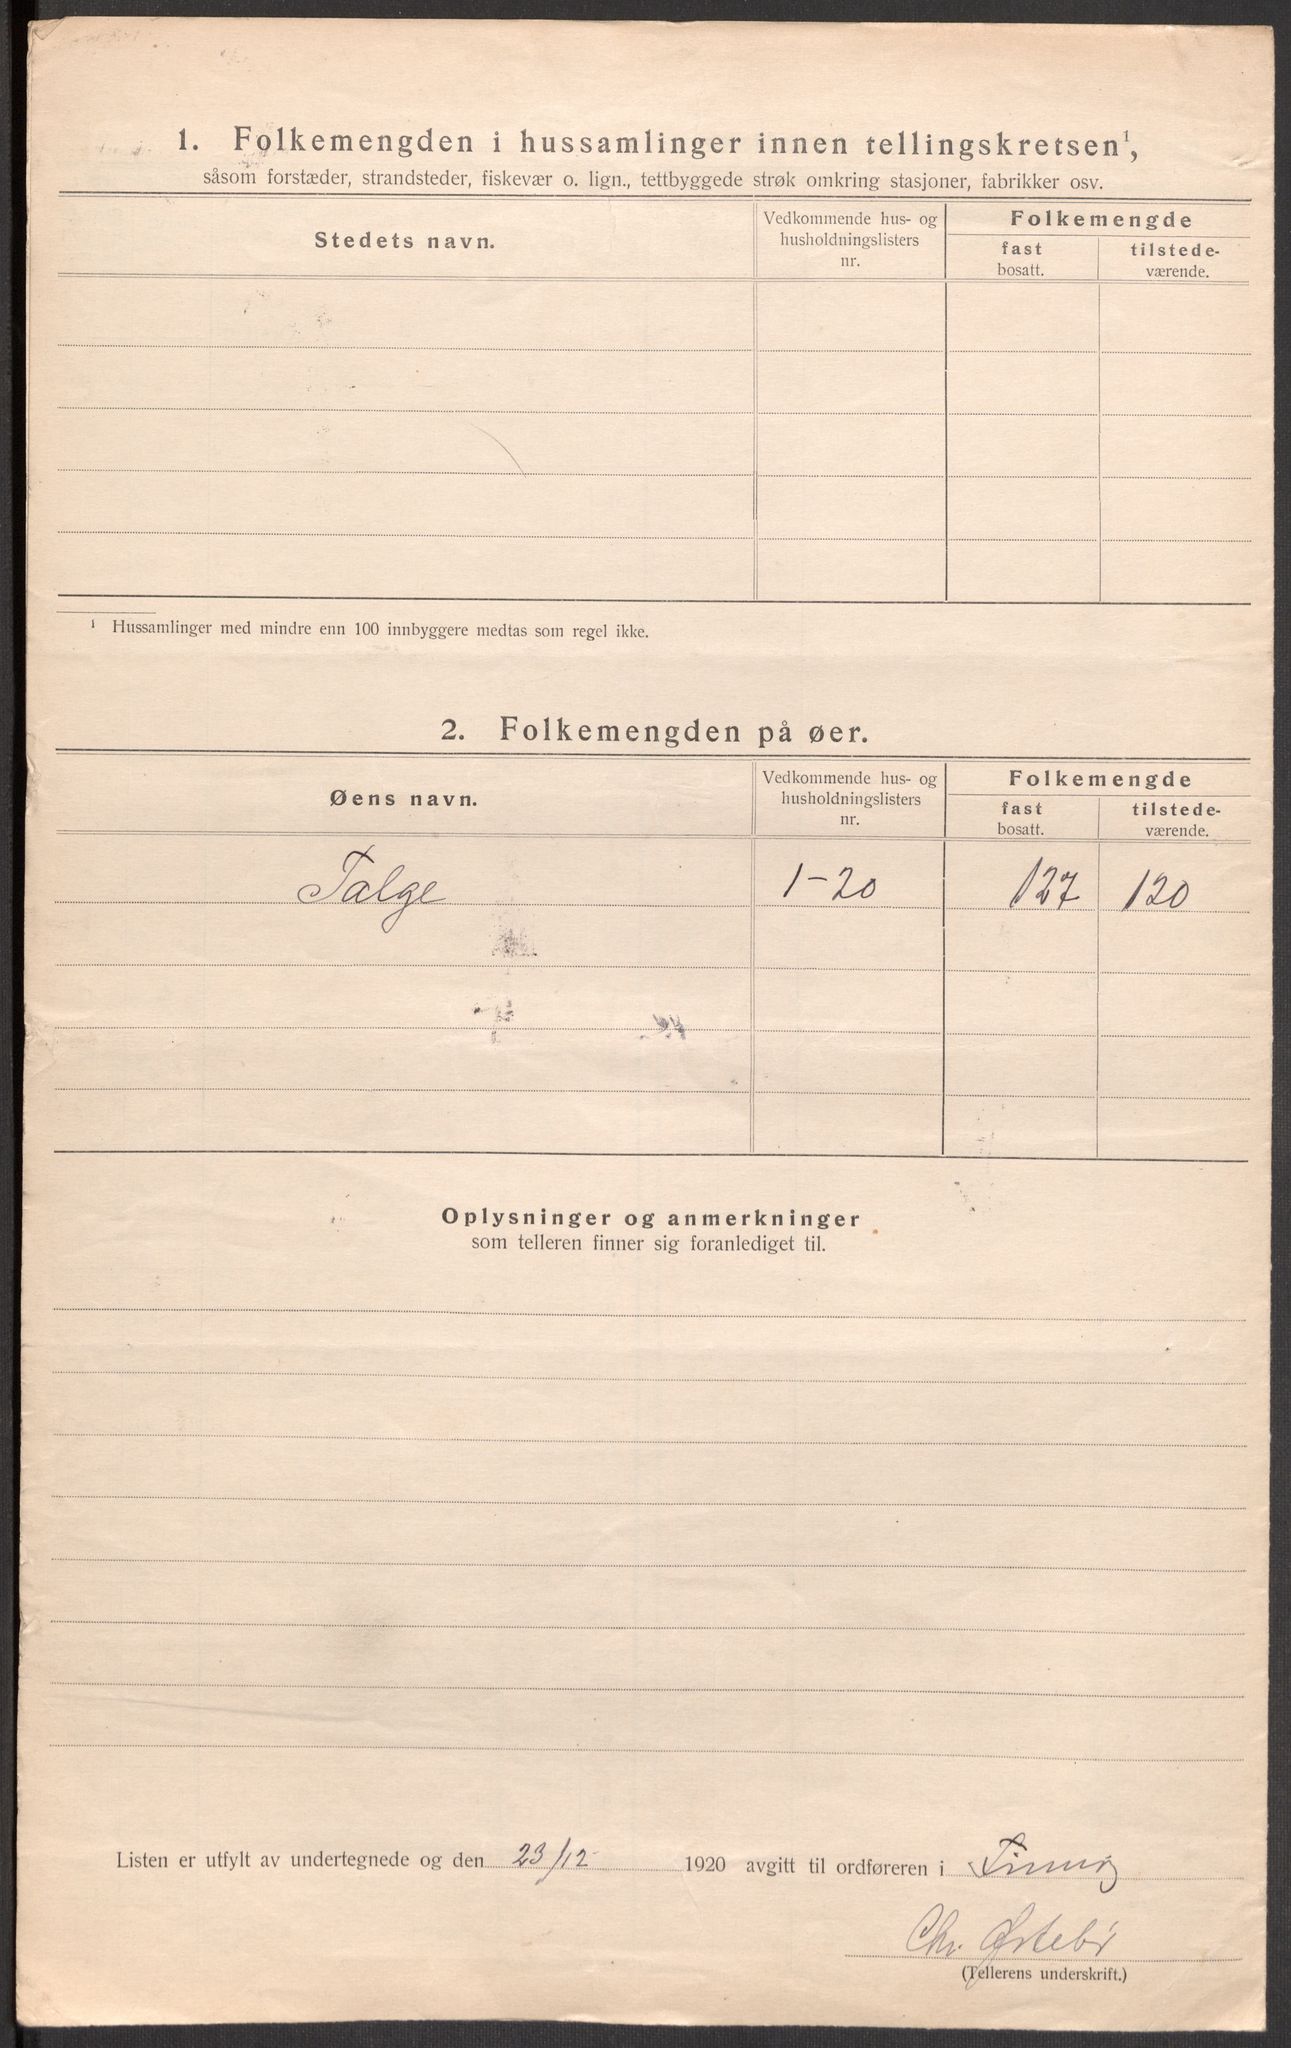 1. Folkemengden i hussamlinger innen tellingskretsen¹,
såsom forstæder, strandsteder, fiskevær o. lign., tettbyggede strøk omkring stasjoner, fabrikker osv.
Stedets navn.
Vedkommende hus- og
husholdningslisters
nr.
Folkemengde
fast
bosatt.
tilstede-
værende.
¹ Hussamlinger med mindre enn 100 innbyggere medtas som regel ikke.
2. Folkemengden på øer.
Øens navn.
Vedkommende hus- og
husholdningslisters
nr.
Folkemengde
fast
bosatt.
tilstede-
værende.
Talge 1-20 127 120
Oplysninger og anmerkninger
som telleren finner sig foranlediget til.
Listen er utfylt av undertegnede og den 23/12 1920 avgitt til ordføreren i Finnøy
Chr. Østebø
(Tellerens underskrift.)